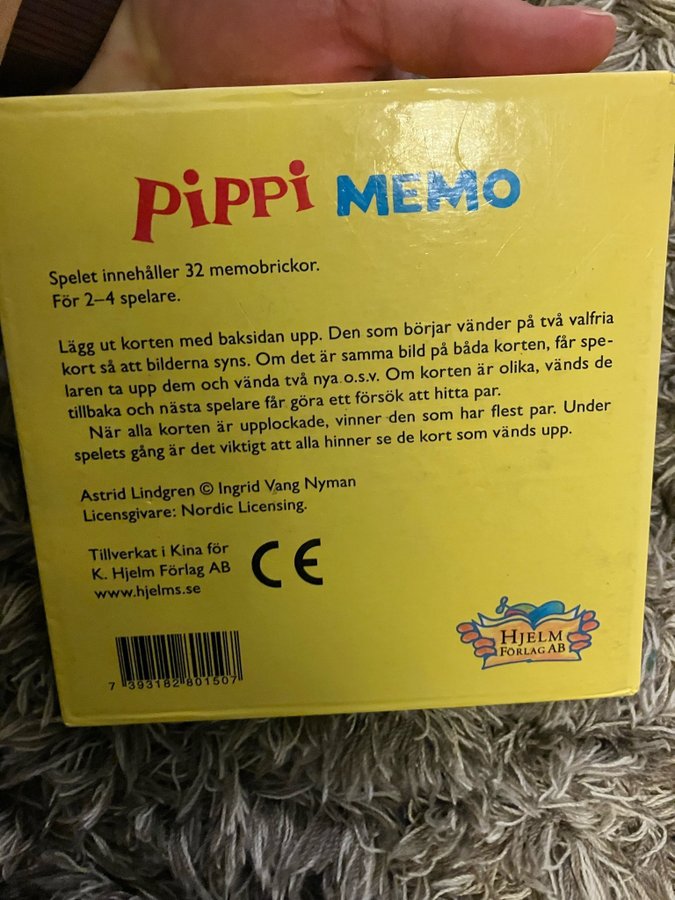 PiPPi MEMO
Spelet innehåller 32 memobrickor.
För 2–4 spelare.
Lägg ut korten med baksidan upp. Den som börjar vänder på två valfria
kort så att bilderna syns. Om det är samma bild på båda korten, får spe-
laren ta upp dem och vända två nya o.s.v. Om korten är olika, vänds de
tillbaka och nästa spelare får göra ett försök att hitta par.
När alla korten är upplockade, vinner den som har flest par. Under
spelets gång är det viktigt att alla hinner se de kort som vänds upp.
Astrid Lindgren © Ingrid Vang Nyman
Licensgivare: Nordic Licensing.
Tillverkat i Kina för
K. Hjelm Förlag AB
www.hjelms.se
CE
HJELM
FÖRLAG AB
7 393182 801507